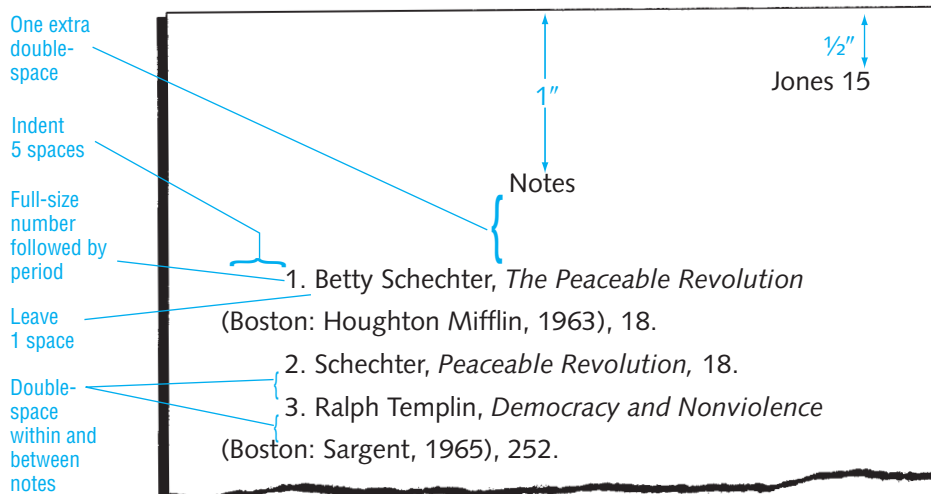 One extra
double-
space
Indent
5 spaces
Full-size
number
followed by
period
Leave
1 space
Double-
space
within and
between
notes
1″
½″
Jones 15
Notes
1. Betty Schechter, The Peaceable Revolution
(Boston: Houghton Mifflin, 1963), 18.
2. Schechter, Peaceable Revolution, 18.
3. Ralph Templin, Democracy and Nonviolence
(Boston: Sargent, 1965), 252.